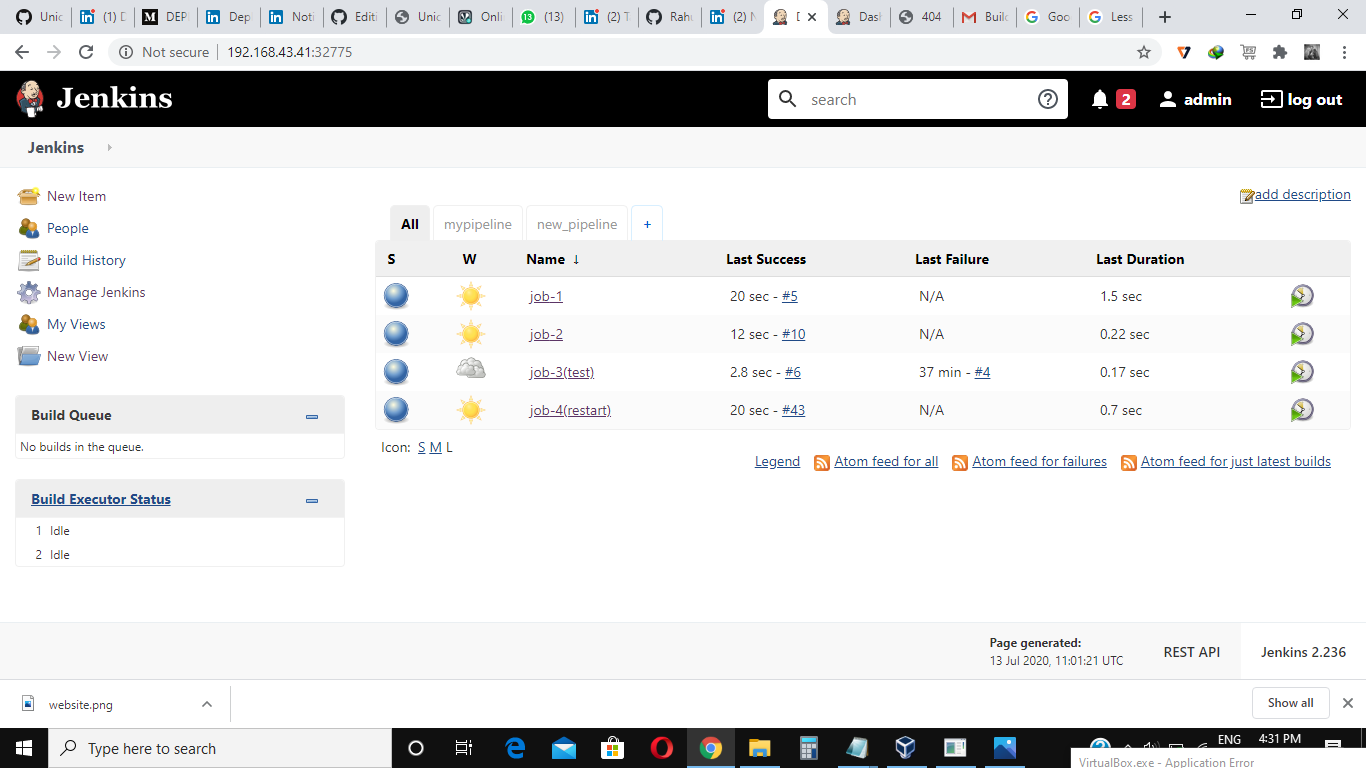 Unic
(1) D
DEPL
Dep
Noti
Editi
Unic
Onli
(13)
(2) T
Rahu
(2) N
Dash
404
Build
Goo
Less
Not secure
192.168.43.41:32775
Jenkins
search
2
admin
log out
Jenkins
New Item
People
Build History
Manage Jenkins
My Views
New View
Build Queue
No builds in the queue.
Build Executor Status
1 Idle
2 Idle
add description
All mypipeline new_pipeline +
S W Name ↓ Last Success Last Failure Last Duration
job-1 20 sec - #5 N/A 1.5 sec
job-2 12 sec - #10 N/A 0.22 sec
job-3(test) 2.8 sec - #6 37 min - #4 0.17 sec
job-4(restart) 20 sec - #43 N/A 0.7 sec
Icon: S M L
Legend Atom feed for all Atom feed for failures Atom feed for just latest builds
Page generated:
13 Jul 2020, 11:01:21 UTC
REST API
Jenkins 2.236
website.png
Show all
Type here to search
ENG
4:31 PM
VirtualBox.exe - Application Error